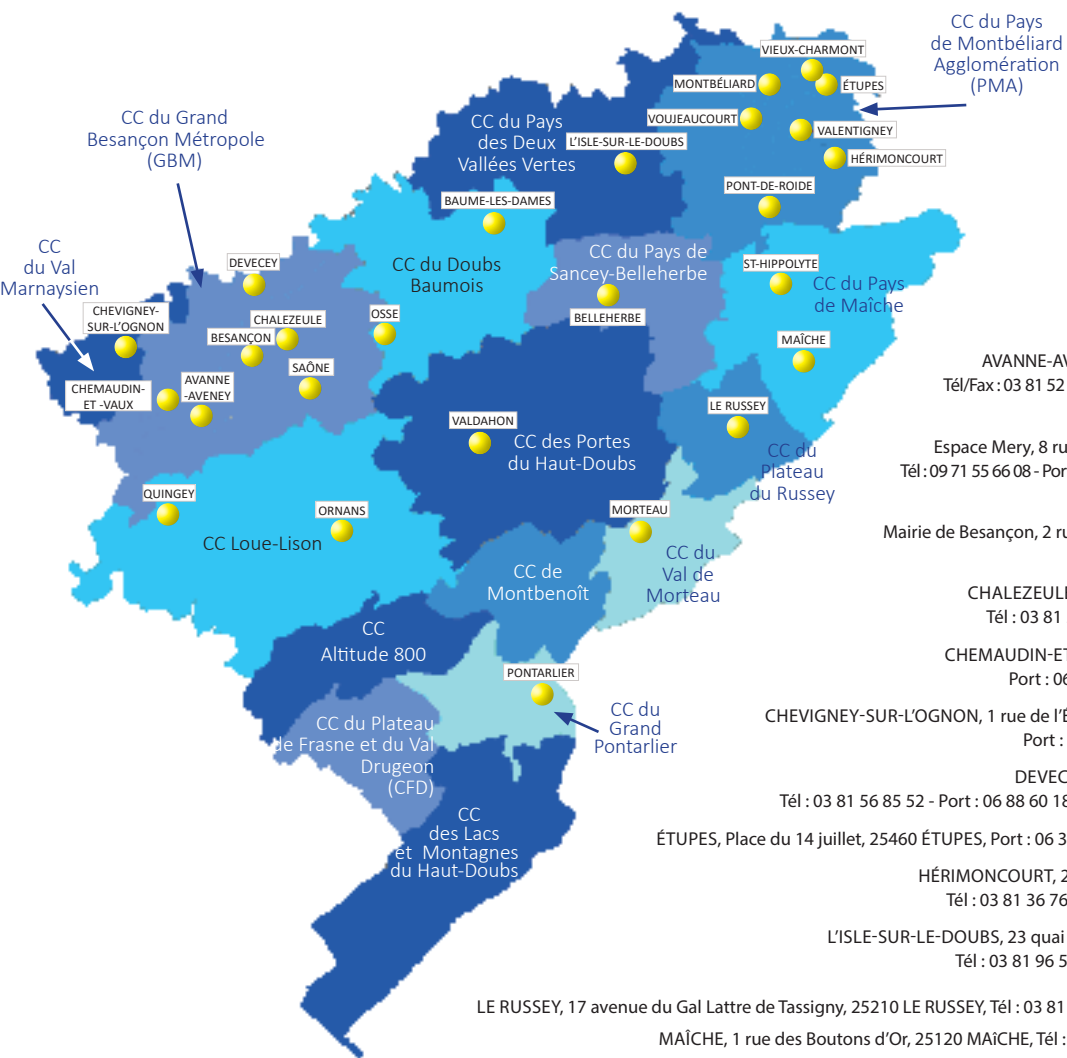 CC du Pays
de Montbéliard
Agglomération
(PMA)
VIEUX-CHARMONT
MONTBÉLIARD
ÉTUPES
VOUJEAUCOURT
VALENTIGNEY
HÉRIMONCOURT
PONT-DE-ROIDE
CC du Pays
des Deux
Vallées Vertes
L'ISLE-SUR-LE-DOUBS
CC du Grand
Besançon Métropole
(GBM)
BAUME-LES-DAMES
CC du Doubs
Baumois
CC du Pays de
Sancey-Belleherbe
BELLEHERBE
ST-HIPPOLYTE
CC du Pays
de Maîche
MAÎCHE
CC
du Val
Marnaysien
DEVECEY
CHEVIGNEY-
SUR-L'OGNON
CHALEZEULE
BESANÇON
OSSE
SAÔNE
CHEMAUDIN-
ET -VAUX
AVANNE
-AVENEY
VALDAHON
CC des Portes
du Haut-Doubs
LE RUSSEY
CC du
Plateau
du Russey
QUINGEY
ORNANS
CC Loue-Lison
MORTEAU
CC du
Val de
Morteau
CC de
Montbenoît
CC
Altitude 800
PONTARLIER
CC du
Grand
Pontarlier
CC du Plateau
de Frasne et du Val
Drugeon
(CFD)
CC
des Lacs
et Montagnes
du Haut-Doubs
AVANNE-AV
Tél/Fax : 03 81 52
Espace Mery, 8 ru
Tél : 09 71 55 66 08 - Por
Mairie de Besançon, 2 ru
CHALEZEULE
Tél : 03 81
CHEMAUDIN-ET
Port : 06
CHEVIGNEY-SUR-L'OGNON, 1 rue de l'É
Port :
DEVEC
Tél : 03 81 56 85 52 - Port : 06 88 60 18
ÉTUPES, Place du 14 juillet, 25460 ÉTUPES, Port : 06 3
HÉRIMONCOURT, 2
Tél : 03 81 36 76
L'ISLE-SUR-LE-DOUBS, 23 quai
Tél : 03 81 96 5
LE RUSSEY, 17 avenue du Gal Lattre de Tassigny, 25210 LE RUSSEY, Tél : 03 81
MAÎCHE, 1 rue des Boutons d'Or, 25120 MAîCHE, Tél :